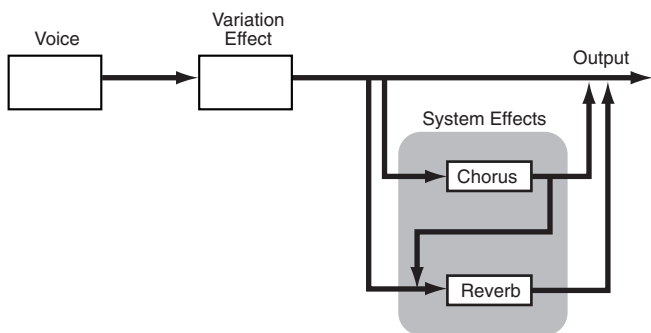 Voice
Variation
Effect
Output
System Effects
Chorus
Reverb